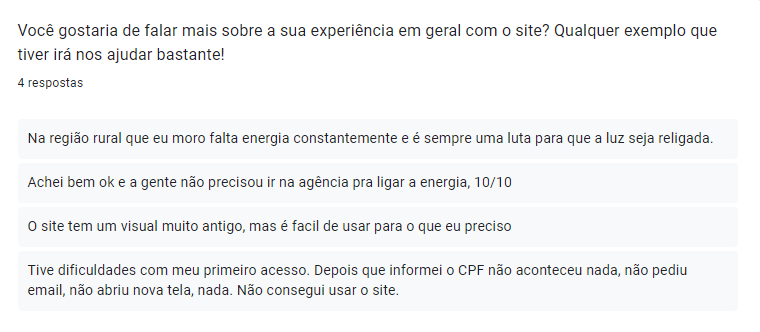 Você gostaria de falar mais sobre a sua experiência em geral com o site? Qualquer exemplo que
tiver irá nos ajudar bastante!
4 respostas
Na região rural que eu moro falta energia constantemente e é sempre uma luta para que a luz seja religada.
Achei bem ok e a gente não precisou ir na agência pra ligar a energia, 10/10
O site tem um visual muito antigo, mas é facil de usar para o que eu preciso
Tive dificuldades com meu primeiro acesso. Depois que informei o CPF não aconteceu nada, não pediu
email, não abriu nova tela, nada. Não consegui usar o site.